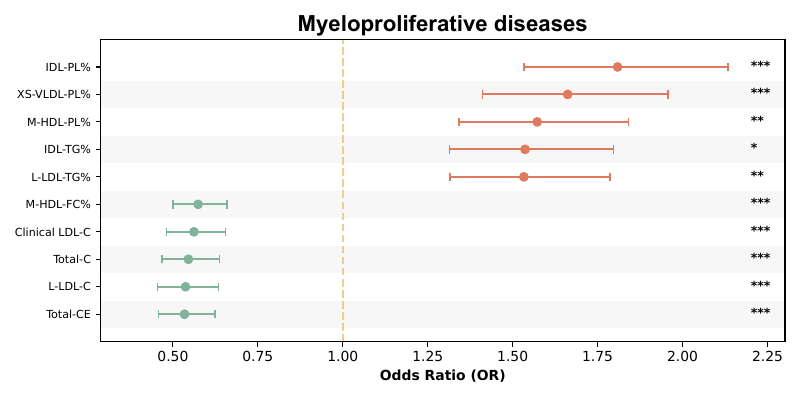 Myeloproliferative diseases
IDL-PL% ***
XS-VLDL-PL% ***
M-HDL-PL% **
IDL-TG% *
L-LDL-TG% **
M-HDL-FC% ***
Clinical LDL-C ***
Total-C ***
L-LDL-C ***
Total-CE ***
0.50 0.75 1.00 1.25 1.50 1.75 2.00 2.25
Odds Ratio (OR)